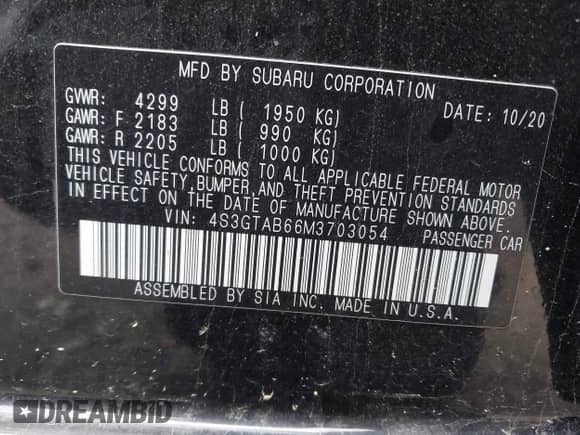 MFD BY SUBARU CORPORATION
GVWR: 4299 LB ( 1950 KG) DATE: 10/20
GAWR: F 2183 LB ( 990 KG)
GAWR: R 2205 LB ( 1000 KG)
THIS VEHICLE CONFORMS TO ALL APPLICABLE FEDERAL MOTOR
VEHICLE SAFETY, BUMPER, AND THEFT PREVENTION STANDARDS
IN EFFECT ON THE DATE OF MANUFACTURE SHOWN ABOVE.
VIN: 4S3GTAB66M3703054 PASSENGER CAR
ASSEMBLED BY SIA INC. MADE IN U.S.A.
DREAMBID